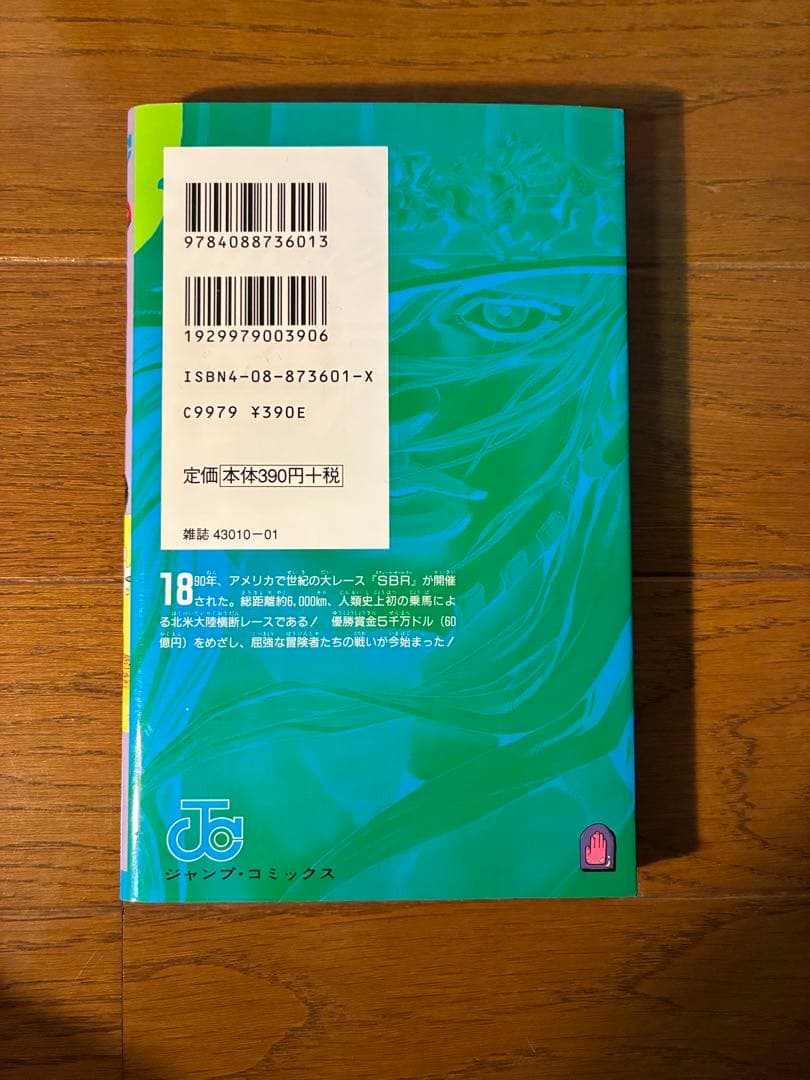 9784088736013
1929979003906
ISBN4-08-873601-X
C9979 ¥390E
定価 本体390円+税
雑誌 43010-01
1890年、アメリカで世紀の大レース『SBR』が開催
された。総距離約6,000km、人類史上初の乗馬によ
る北米大陸横断レースである! 優勝賞金5千万ドル(60
億円)をめざし、屈強な冒険者たちの戦いが今始まった!
JC
ジャンプ・コミックス